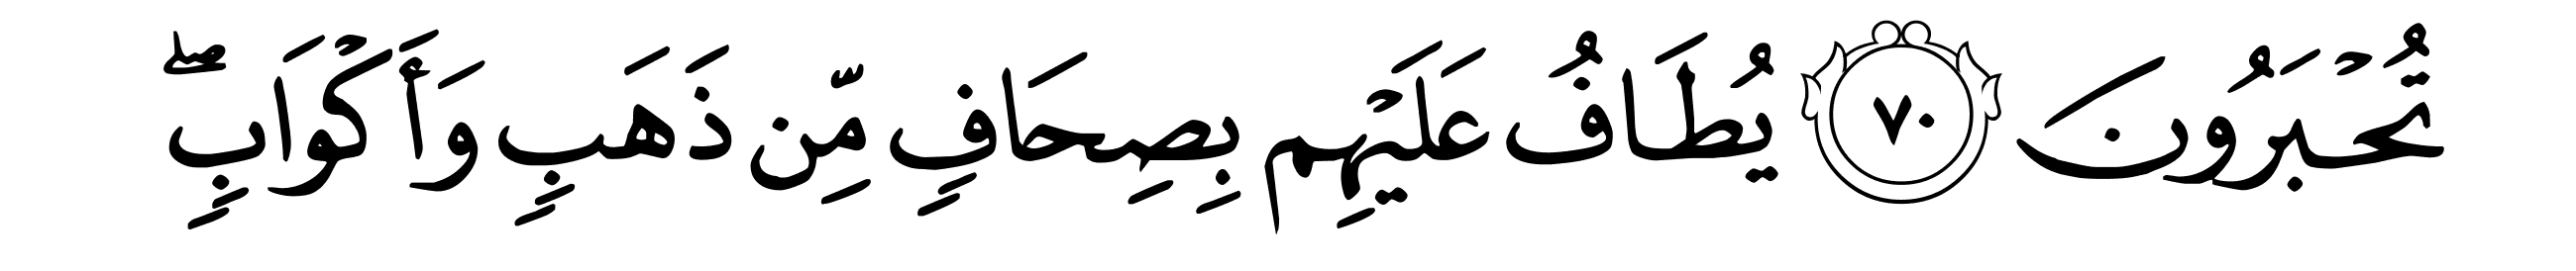 تُحْبَرُونَ ٧٠ يُطَافُ عَلَيْهِم بِصِحَافٍ مِّن ذَهَبٍ وَأَكْوَابٍ ۖ